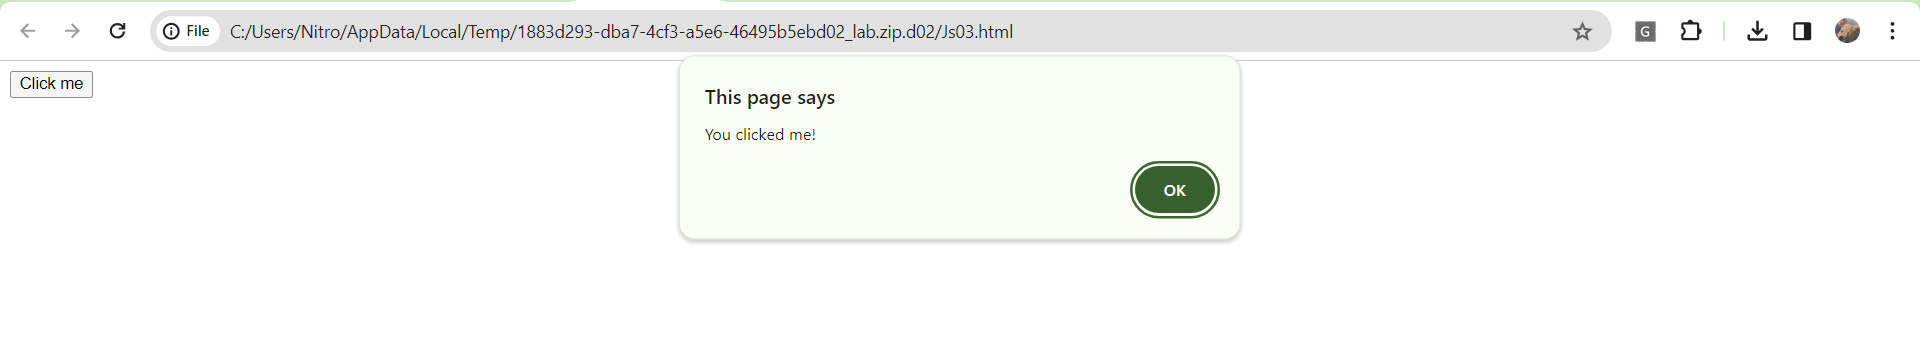 File
C:/Users/Nitro/AppData/Local/Temp/1883d293-dba7-4cf3-a5e6-46495b5ebd02_lab.zip.d02/Js03.html
G
Click me
This page says
You clicked me!
OK